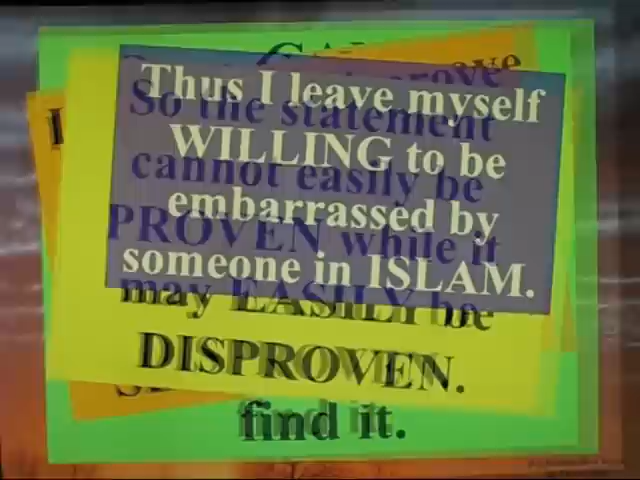 Thus I leave myself
WILLING to be
embarrassed by
someone in ISLAM.
So the statement
cannot easily be
PROVEN while it
may EASILY be
DISPROVEN.
find it.